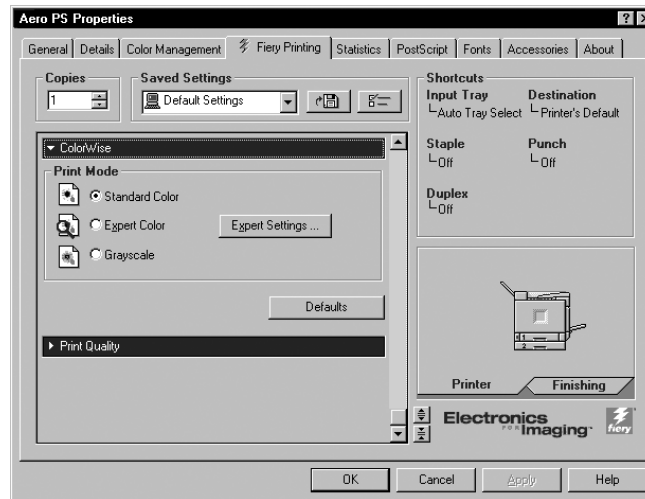 Aero PS Properties
General Details Color Management Fiery Printing Statistics PostScript Fonts Accessories About
Copies
1
Saved Settings
Default Settings
ColorWise
Print Mode
Standard Color
Expert Color
Expert Settings ...
Grayscale
Defaults
Print Quality
Shortcuts
Input Tray Destination
Auto Tray Select Printer's Default
Staple Punch
Off Off
Duplex
Off
1
2
Printer Finishing
Electronics
FOR Imaging
fiery
OK Cancel Apply Help